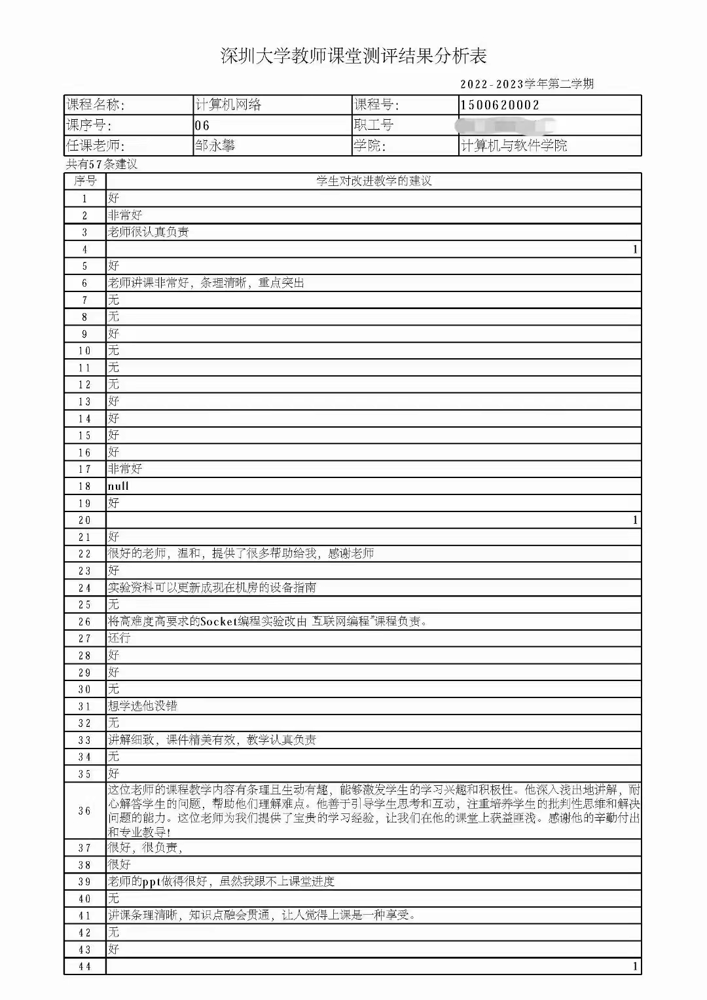 深圳大学教师课堂测评结果分析表
2022-2023学年第二学期
课程名称: 计算机网络 课程号: 1500620002
课序号: 06 职工号
任课老师: 邹永攀 学院: 计算机与软件学院
共有57条建议
序号 学生对改进教学的建议
1 好
2 非常好
3 老师很认真负责
4 1
5 好
6 老师讲课非常好，条理清晰，重点突出
7 无
8 无
9 好
10 无
11 无
12 无
13 好
14 好
15 好
16 好
17 非常好
18 null
19 好
20 1
21 好
22 很好的老师，温和，提供了很多帮助给我，感谢老师
23 好
24 实验资料可以更新成现在机房的设备指南
25 无
26 将高难度高要求的Socket编程实验改由“互联网编程”课程负责。
27 还行
28 好
29 好
30 无
31 想学选他没错
32 无
33 讲解细致，课件精美有效，教学认真负责
34 无
35 好
36 这位老师的课程教学内容有条理且生动有趣，能够激发学生的学习兴趣和积极性。他深入浅出地讲解，耐
心解答学生的问题，帮助他们理解难点。他善于引导学生思考和互动，注重培养学生的批判性思维和解决
问题的能力。这位老师为我们提供了宝贵的学习经验，让我们在他的课堂上获益匪浅。感谢他的辛勤付出
和专业教导！
37 很好，很负责，
38 很好
39 老师的ppt做得很好，虽然我跟不上课堂进度
40 无
41 讲课条理清晰，知识点融会贯通，让人觉得上课是一种享受。
42 无
43 好
44 1